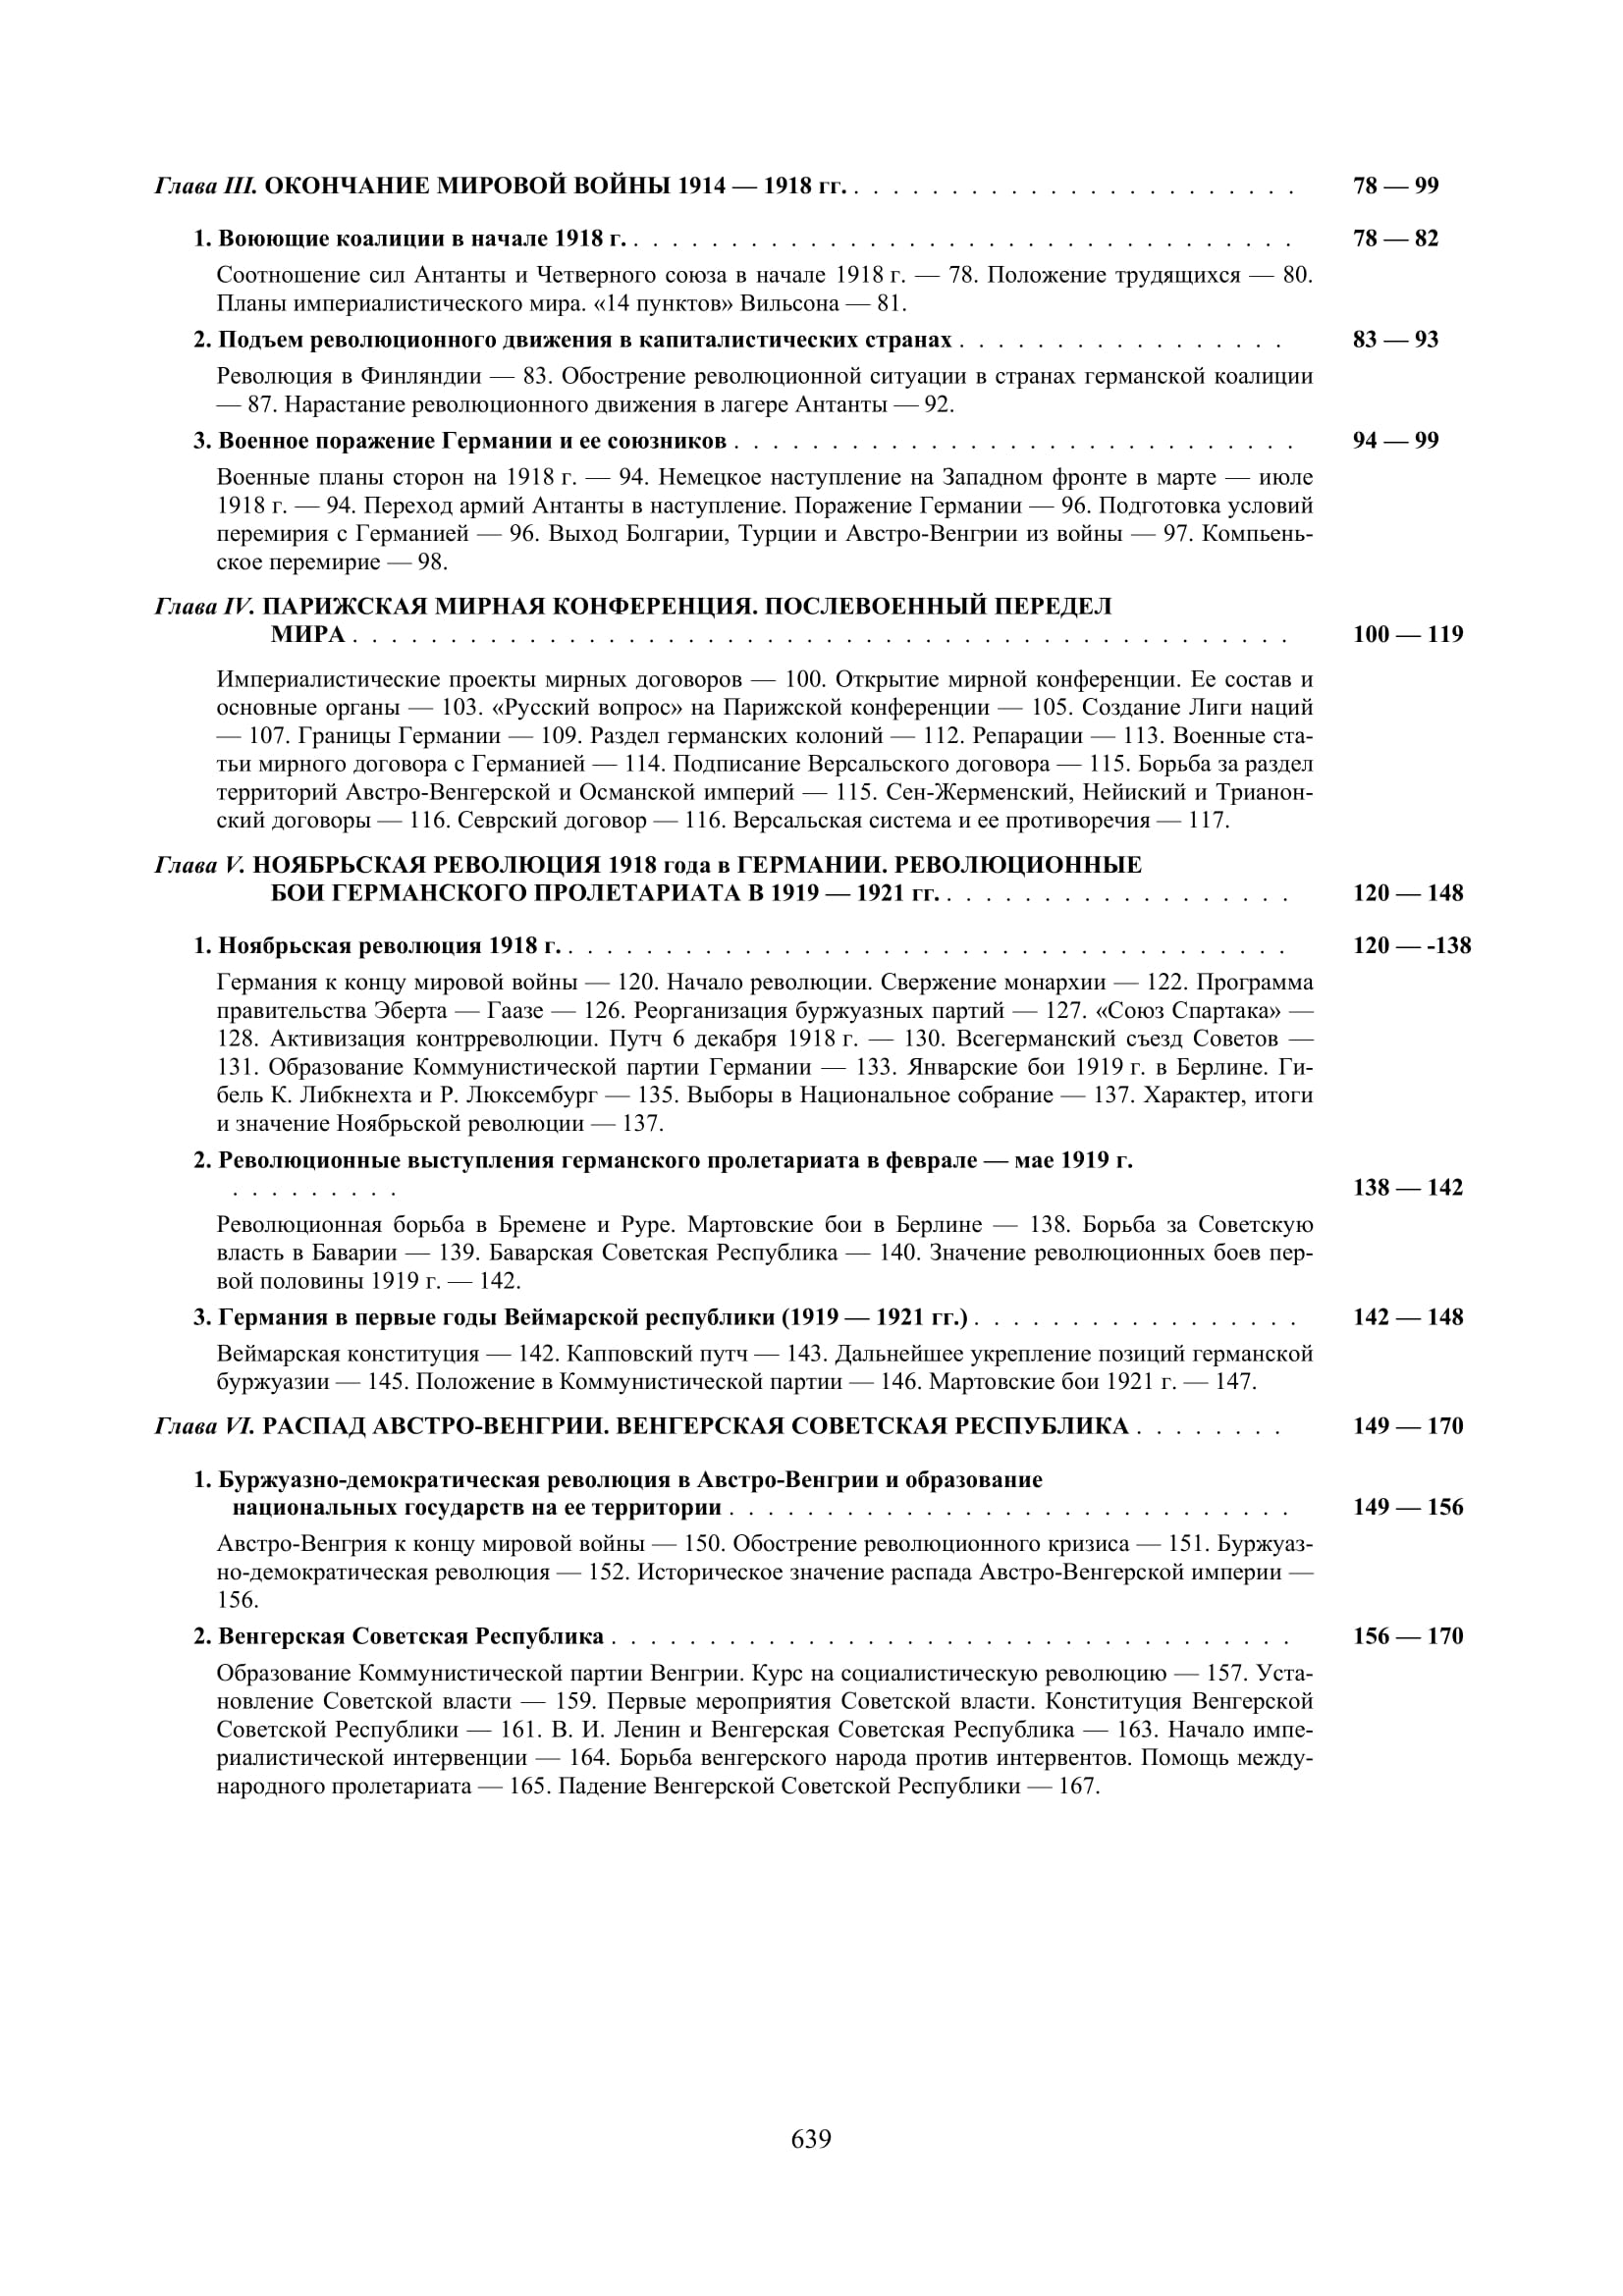 Глава III. ОКОНЧАНИЕ МИРОВОЙ ВОЙНЫ 1914 — 1918 гг. . . . . . . . . . . . . . . . . . . . . . . . 78 — 99
1. Воюющие коалиции в начале 1918 г. . . . . . . . . . . . . . . . . . . . . . . . . . . . . . . . . . . 78 — 82
Соотношение сил Антанты и Четверного союза в начале 1918 г. — 78. Положение трудящихся — 80.
Планы империалистического мира. «14 пунктов» Вильсона — 81.
2. Подъем революционного движения в капиталистических странах . . . . . . . . . . . . . . . . . 83 — 93
Революция в Финляндии — 83. Обострение революционной ситуации в странах германской коалиции
— 87. Нарастание революционного движения в лагере Антанты — 92.
3. Военное поражение Германии и ее союзников . . . . . . . . . . . . . . . . . . . . . . . . . . . . . 94 — 99
Военные планы сторон на 1918 г. — 94. Немецкое наступление на Западном фронте в марте — июле
1918 г. — 94. Переход армий Антанты в наступление. Поражение Германии — 96. Подготовка условий
перемирия с Германией — 96. Выход Болгарии, Турции и Австро-Венгрии из войны — 97. Компьень-
ское перемирие — 98.
Глава IV. ПАРИЖСКАЯ МИРНАЯ КОНФЕРЕНЦИЯ. ПОСЛЕВОЕННЫЙ ПЕРЕДЕЛ
МИРА . . . . . . . . . . . . . . . . . . . . . . . . . . . . . . . . . . . . . . . . . . . . . . . . 100 — 119
Империалистические проекты мирных договоров — 100. Открытие мирной конференции. Ее состав и
основные органы — 103. «Русский вопрос» на Парижской конференции — 105. Создание Лиги наций
— 107. Границы Германии — 109. Раздел германских колоний — 112. Репарации — 113. Военные ста-
тьи мирного договора с Германией — 114. Подписание Версальского договора — 115. Борьба за раздел
территорий Австро-Венгерской и Османской империй — 115. Сен-Жерменский, Нейиский и Трианон-
ский договоры — 116. Севрский договор — 116. Версальская система и ее противоречия — 117.
Глава V. НОЯБРЬСКАЯ РЕВОЛЮЦИЯ 1918 года в ГЕРМАНИИ. РЕВОЛЮЦИОННЫЕ
БОИ ГЕРМАНСКОГО ПРОЛЕТАРИАТА В 1919 — 1921 гг. . . . . . . . . . . . . . . . . . . 120 — 148
1. Ноябрьская революция 1918 г. . . . . . . . . . . . . . . . . . . . . . . . . . . . . . . . . . . . . . 120 — -138
Германия к концу мировой войны — 120. Начало революции. Свержение монархии — 122. Программа
правительства Эберта — Гаазе — 126. Реорганизация буржуазных партий — 127. «Союз Спартака» —
128. Активизация контрреволюции. Путч 6 декабря 1918 г. — 130. Всегерманский съезд Советов —
131. Образование Коммунистической партии Германии — 133. Январские бои 1919 г. в Берлине. Ги-
бель К. Либкнехта и Р. Люксембург — 135. Выборы в Национальное собрание — 137. Характер, итоги
и значение Ноябрьской революции — 137.
2. Революционные выступления германского пролетариата в феврале — мае 1919 г.
. . . . . . . . . 138 — 142
Революционная борьба в Бремене и Руре. Мартовские бои в Берлине — 138. Борьба за Советскую
власть в Баварии — 139. Баварская Советская Республика — 140. Значение революционных боев пер-
вой половины 1919 г. — 142.
3. Германия в первые годы Веймарской республики (1919 — 1921 гг.) . . . . . . . . . . . . . . . . . 142 — 148
Веймарская конституция — 142. Капповский путч — 143. Дальнейшее укрепление позиций германской
буржуазии — 145. Положение в Коммунистической партии — 146. Мартовские бои 1921 г. — 147.
Глава VI. РАСПАД АВСТРО-ВЕНГРИИ. ВЕНГЕРСКАЯ СОВЕТСКАЯ РЕСПУБЛИКА . . . . . . . . 149 — 170
1. Буржуазно-демократическая революция в Австро-Венгрии и образование
национальных государств на ее территории . . . . . . . . . . . . . . . . . . . . . . . . . . . . . 149 — 156
Австро-Венгрия к концу мировой войны — 150. Обострение революционного кризиса — 151. Буржуаз-
но-демократическая революция — 152. Историческое значение распада Австро-Венгерской империи —
156.
2. Венгерская Советская Республика . . . . . . . . . . . . . . . . . . . . . . . . . . . . . . . . . . . 156 — 170
Образование Коммунистической партии Венгрии. Курс на социалистическую революцию — 157. Уста-
новление Советской власти — 159. Первые мероприятия Советской власти. Конституция Венгерской
Советской Республики — 161. В. И. Ленин и Венгерская Советская Республика — 163. Начало импе-
риалистической интервенции — 164. Борьба венгерского народа против интервентов. Помощь между-
народного пролетариата — 165. Падение Венгерской Советской Республики — 167.
639